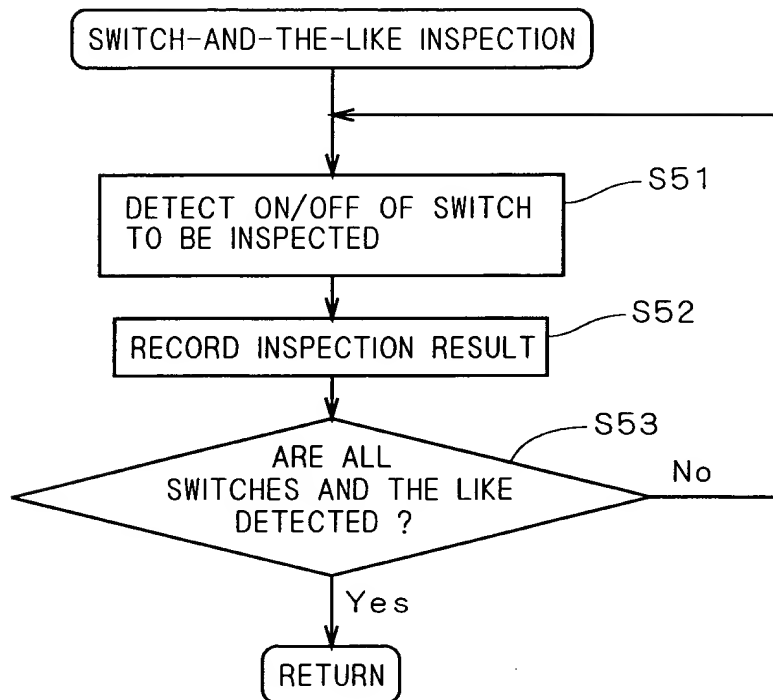 SWITCH-AND-THE-LIKE INSPECTION
S51
DETECT ON/OFF OF SWITCH
TO BE INSPECTED
S52
RECORD INSPECTION RESULT
S53
ARE ALL
SWITCHES AND THE LIKE
DETECTED ?
No
Yes
RETURN